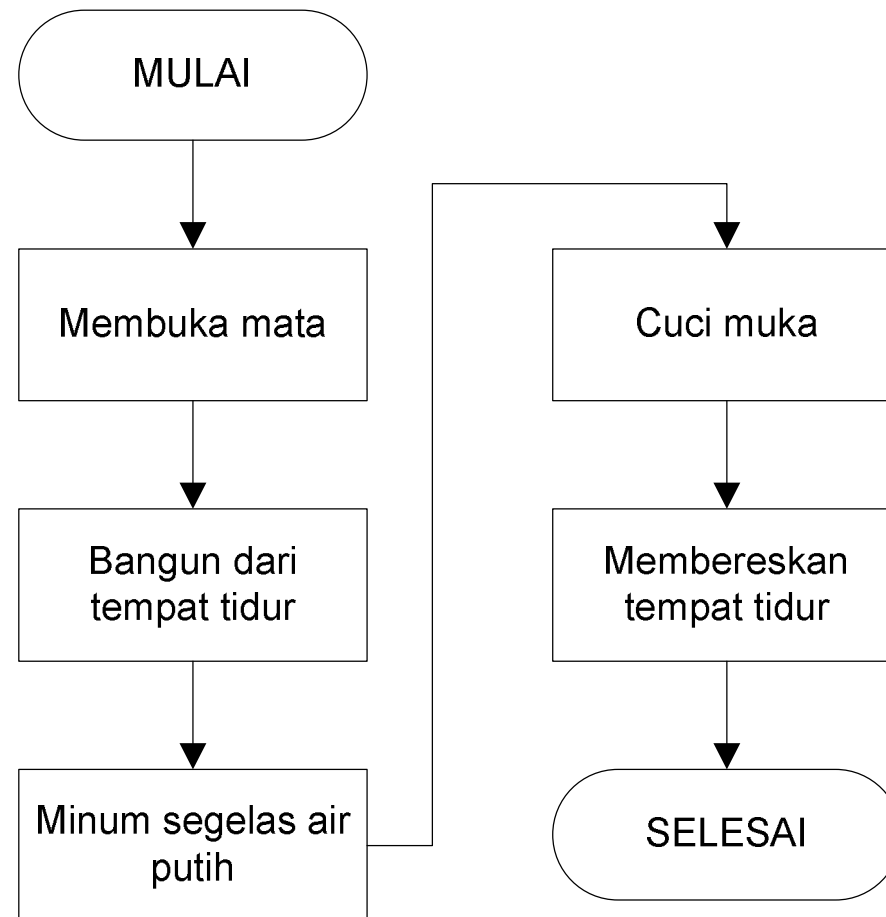 MULAI
Membuka mata
Bangun dari
tempat tidur
Minum segelas air
putih
Cuci muka
Membereskan
tempat tidur
SELESAI